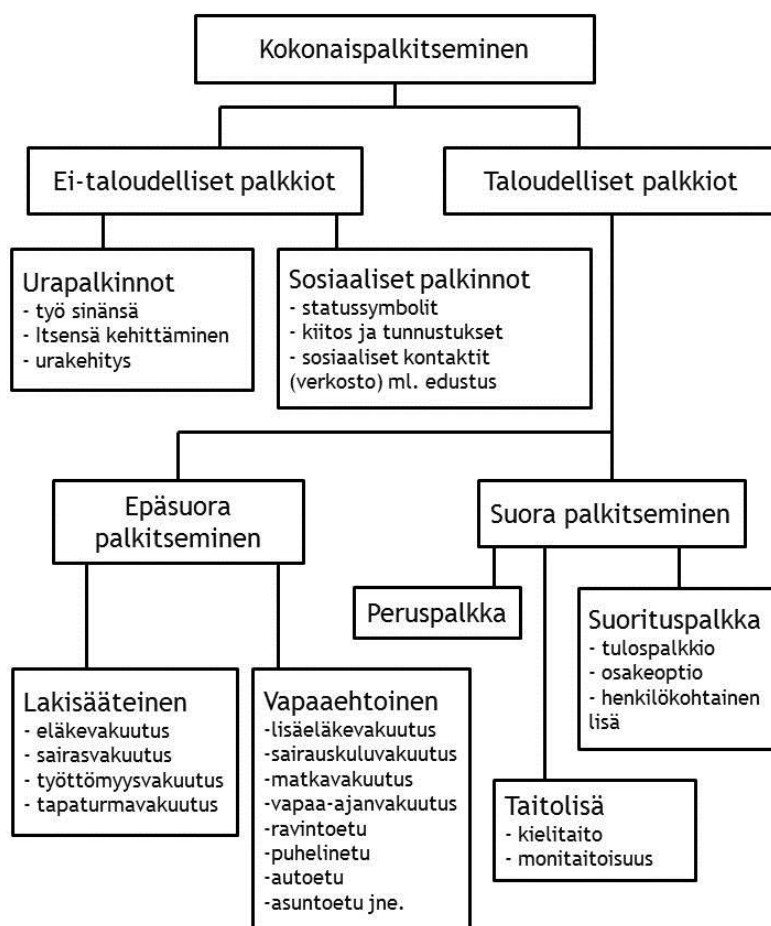 Kokonaispalkitseminen
Ei-taloudelliset palkkiot
Taloudelliset palkkiot
Urapalkinnot
- työ sinänsä
- Itsensä kehittäminen
- urakehitys
Sosiaaliset palkinnot
- statussymbolit
- kiitos ja tunnustukset
- sosiaaliset kontaktit
(verkosto) ml. edustus
Epäsuora
palkitseminen
Suora palkitseminen
Peruspalkka
Suorituspalkka
- tulospalkkio
- osakeoptio
- henkilökohtainen
lisä
Lakisääteinen
- eläkevakuutus
- sairasvakuutus
- työttömyysvakuutus
- tapaturmavakuutus
Vapaaehtoinen
-lisäeläkevakuutus
-sairauskuluvakuutus
-matkavakuutus
-vapaa-ajanvakuutus
-ravintoetu
-puhelinetu
-autoetu
-asuntoetu jne.
Taitolisä
- kielitaito
- monitaitoisuus